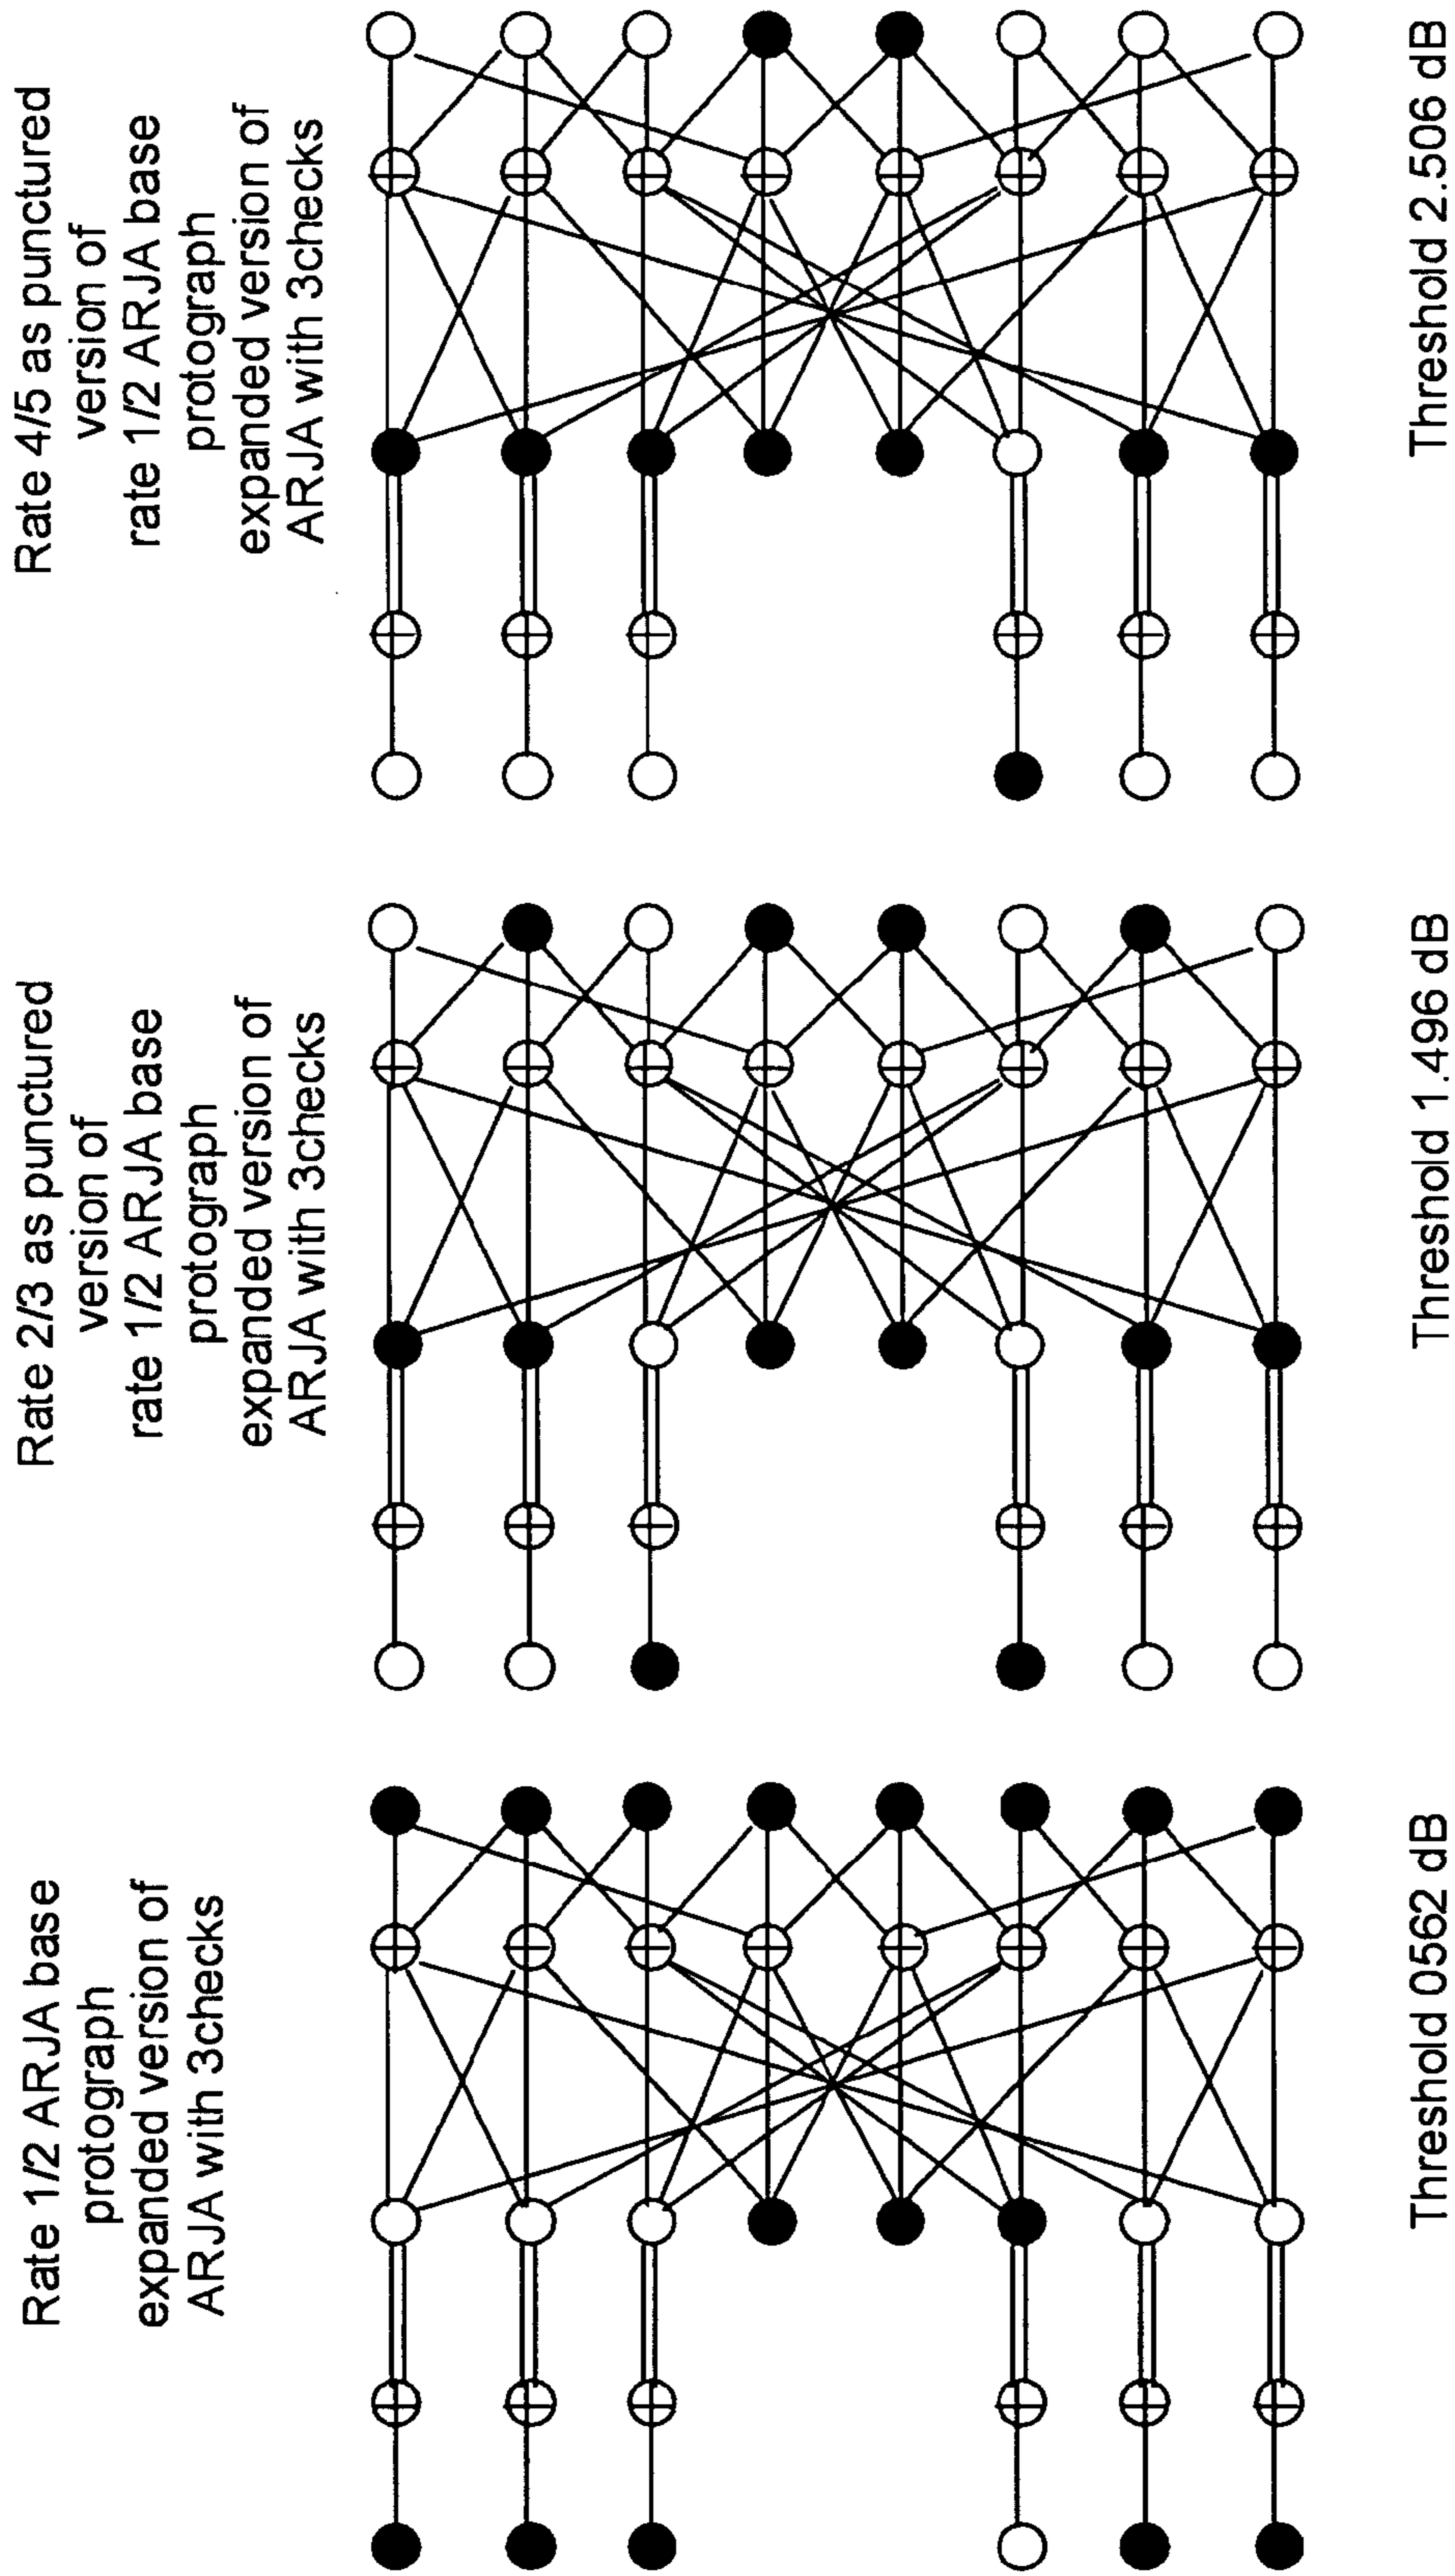 Rate 1/2 ARJA base
protograph
expanded version of
ARJA with 3checks
Threshold 0562 dB
Rate 2/3 as punctured
version of
rate 1/2 ARJA base
protograph
expanded version of
ARJA with 3checks
Threshold 1.496 dB
Rate 4/5 as punctured
version of
rate 1/2 ARJA base
protograph
expanded version of
ARJA with 3checks
Threshold 2.506 dB